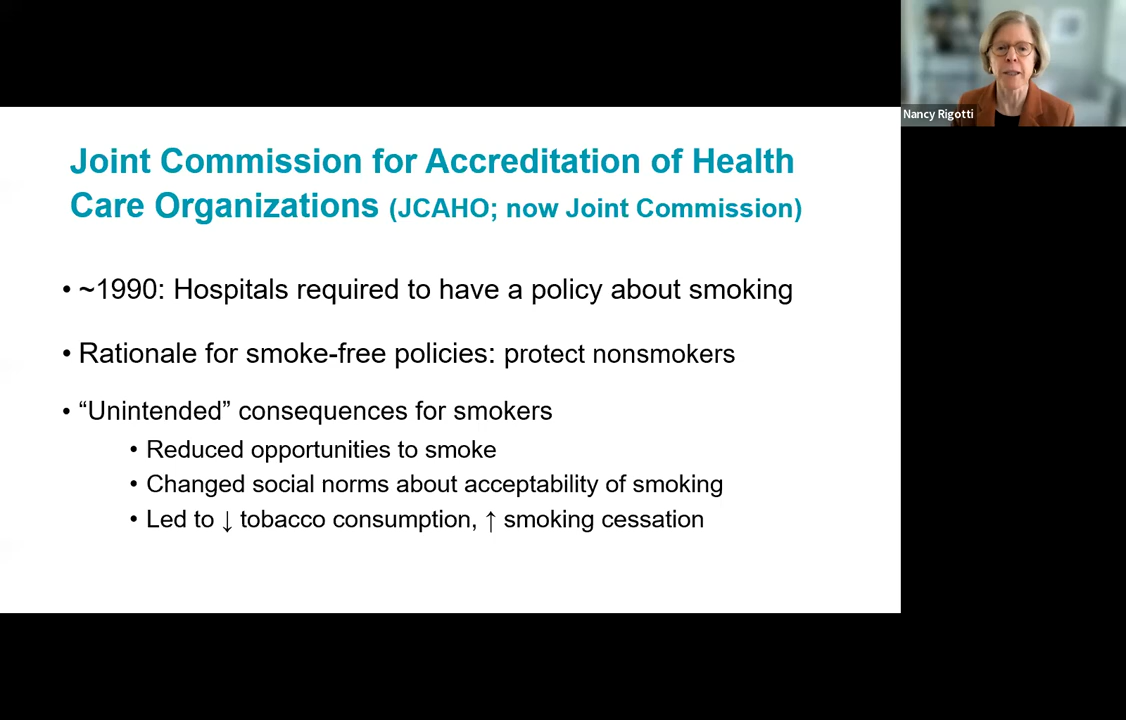 Nancy Rigotti
Joint Commission for Accreditation of Health
Care Organizations (JCAHO; now Joint Commission)
• ~1990: Hospitals required to have a policy about smoking
• Rationale for smoke-free policies: protect nonsmokers
• “Unintended” consequences for smokers
• Reduced opportunities to smoke
• Changed social norms about acceptability of smoking
• Led to ↓ tobacco consumption, ↑ smoking cessation